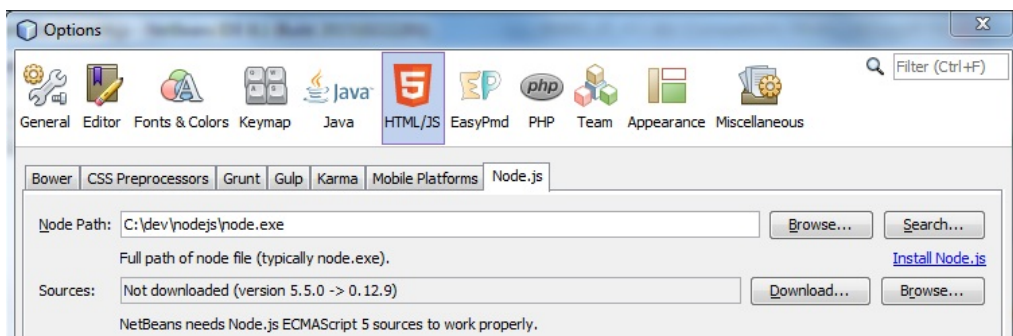 Options
Filter (Ctrl+F)
5 Java EP php
General Editor Fonts & Colors Keymap Java HTML/JS EasyPmd PHP Team Appearance Miscellaneous
Bower CSS Preprocessors Grunt Gulp Karma Mobile Platforms Node.js
Node Path: C:\dev\nodejs\node.exe Browse... Search...
Full path of node file (typically node.exe). Install Node.js
Sources: Not downloaded (version 5.5.0 -> 0.12.9) Download... Browse...
NetBeans needs Node.js ECMAScript 5 sources to work properly.